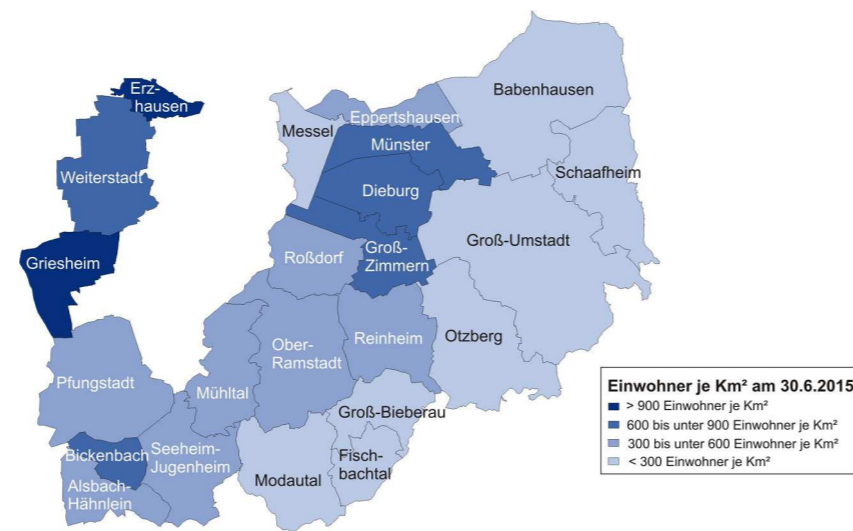 Erz-
hausen
Babenhausen
Eppertshausen
Messel
Münster
Weiterstadt
Schaafheim
Dieburg
Groß-Umstadt
Griesheim
Roßdorf
Groß-
Zimmern
Otzberg
Reinheim
Ober-
Ramstadt
Pfungstadt
Mühltal
Groß-Bieberau
Bickenbach
Seeheim-
Jugenheim
Fisch-
bachtal
Modautal
Alsbach-
Hähnlein
Einwohner je Km² am 30.6.2015
> 900 Einwohner je Km²
600 bis unter 900 Einwohner je Km²
300 bis unter 600 Einwohner je Km²
< 300 Einwohner je Km²